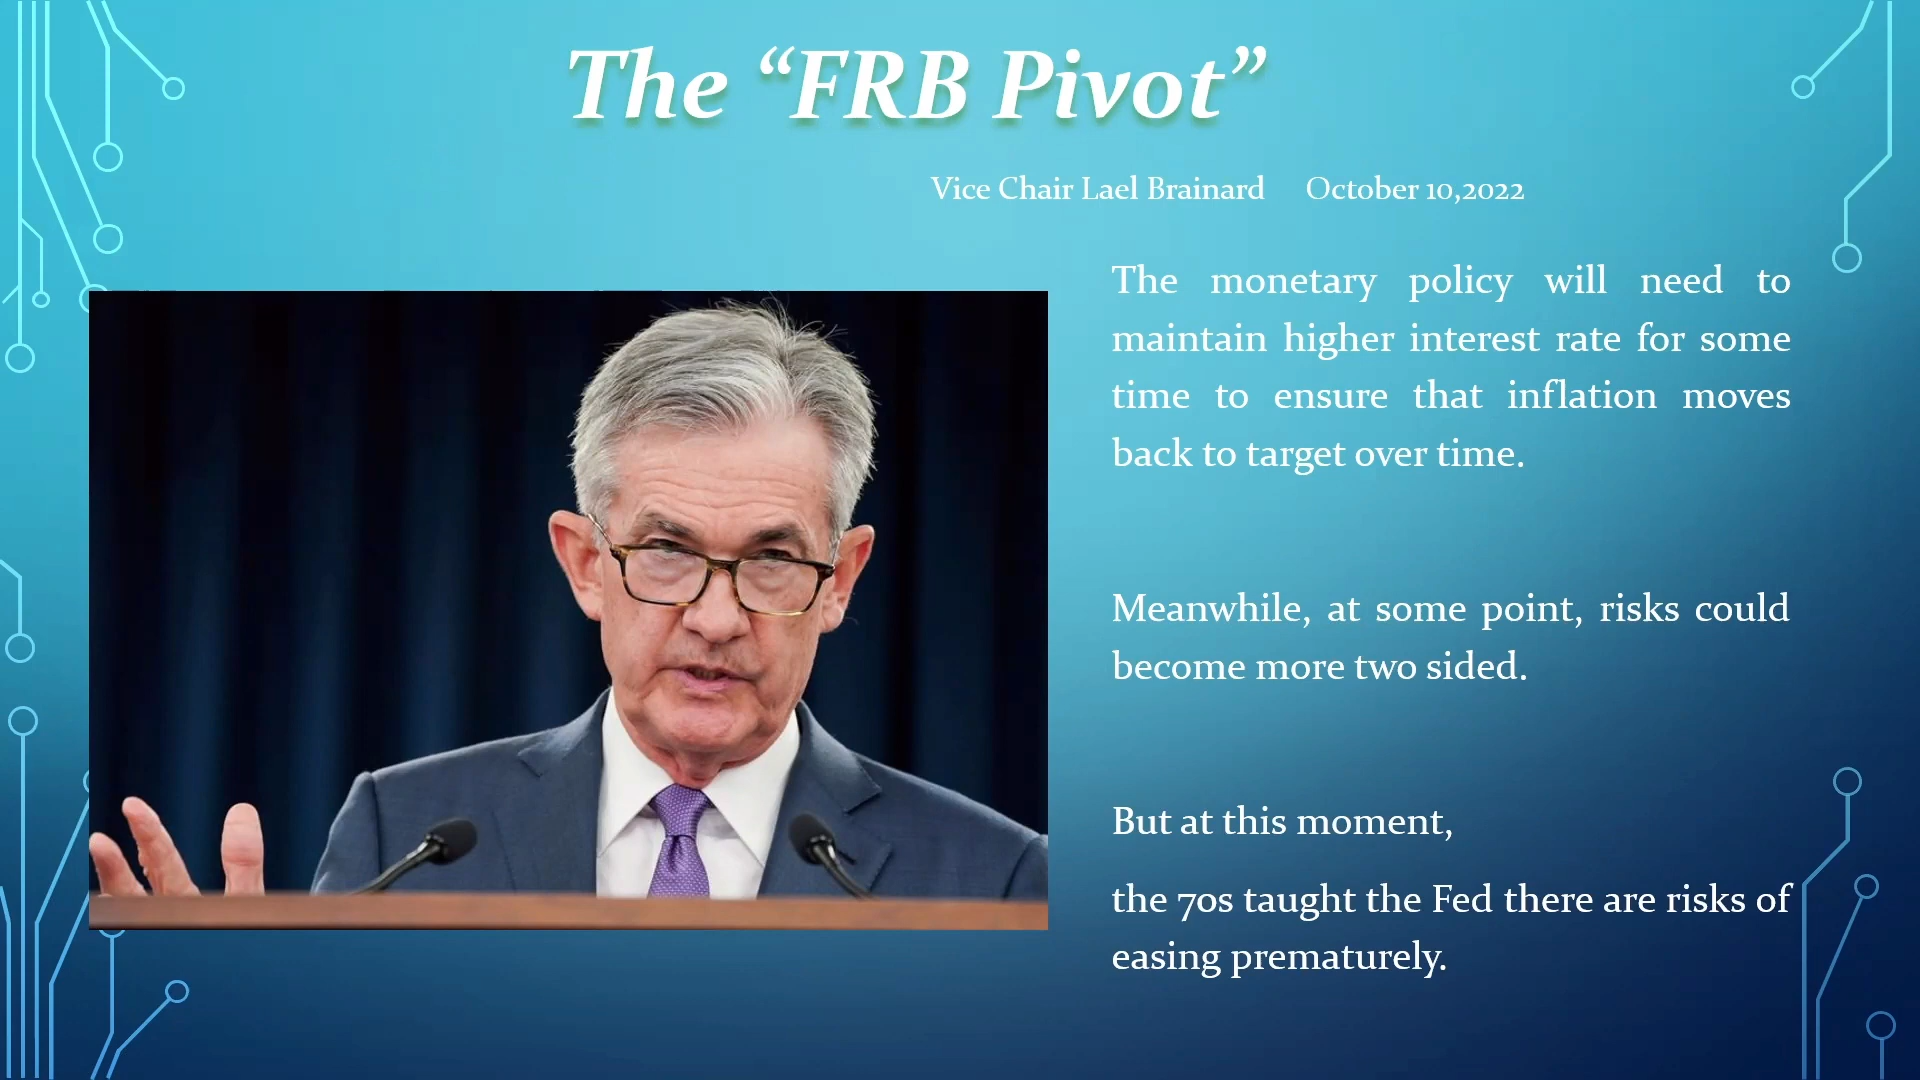 The “FRB Pivot”
Vice Chair Lael Brainard October 10,2022
The monetary policy will need to
maintain higher interest rate for some
time to ensure that inflation moves
back to target over time.
Meanwhile, at some point, risks could
become more two sided.
But at this moment,
the 70s taught the Fed there are risks of
easing prematurely.